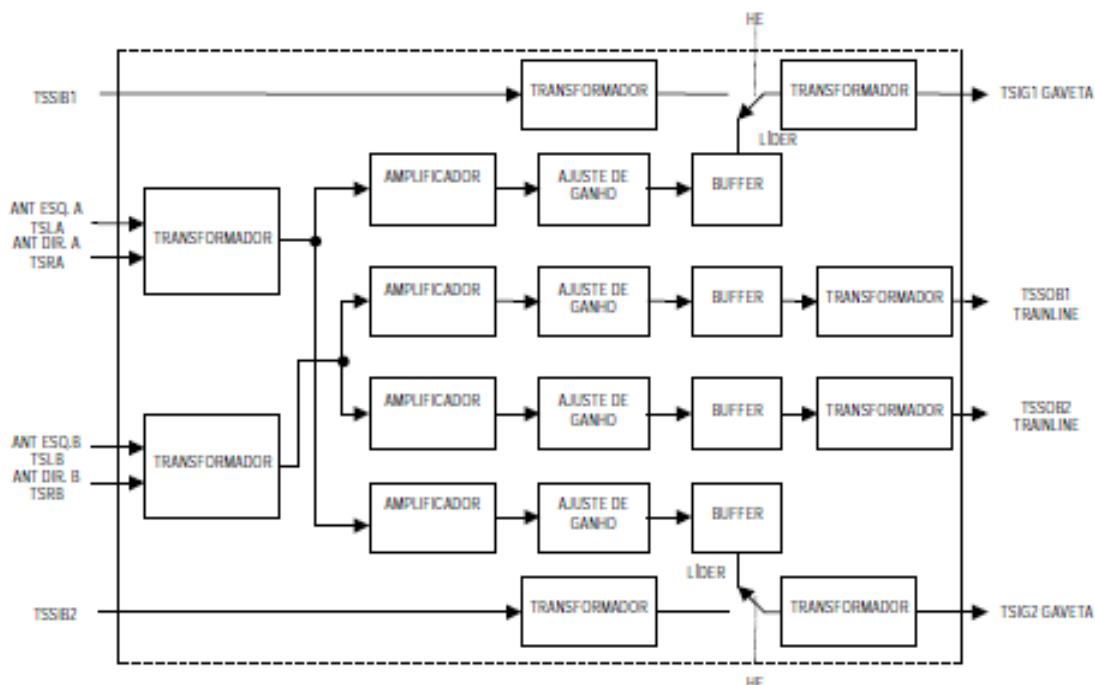 HE
TSSIB1
TRANSFORMADOR
TRANSFORMADOR
TSIG1 GAVETA
LÍDER
AMPLIFICADOR
AJUSTE DE
GANHO
BUFFER
ANT ESQ. A
TSLA
ANT DIR. A
TSRA
TRANSFORMADOR
AMPLIFICADOR
AJUSTE DE
GANHO
BUFFER
TRANSFORMADOR
TSSOB1
TRAINLINE
AMPLIFICADOR
AJUSTE DE
GANHO
BUFFER
TRANSFORMADOR
TSSOB2
TRAINLINE
ANT ESQ.B
TSLB
ANT DIR. B
TSRB
TRANSFORMADOR
AMPLIFICADOR
AJUSTE DE
GANHO
BUFFER
LÍDER
TSSIB2
TRANSFORMADOR
TRANSFORMADOR
TSIG2 GAVETA
HE